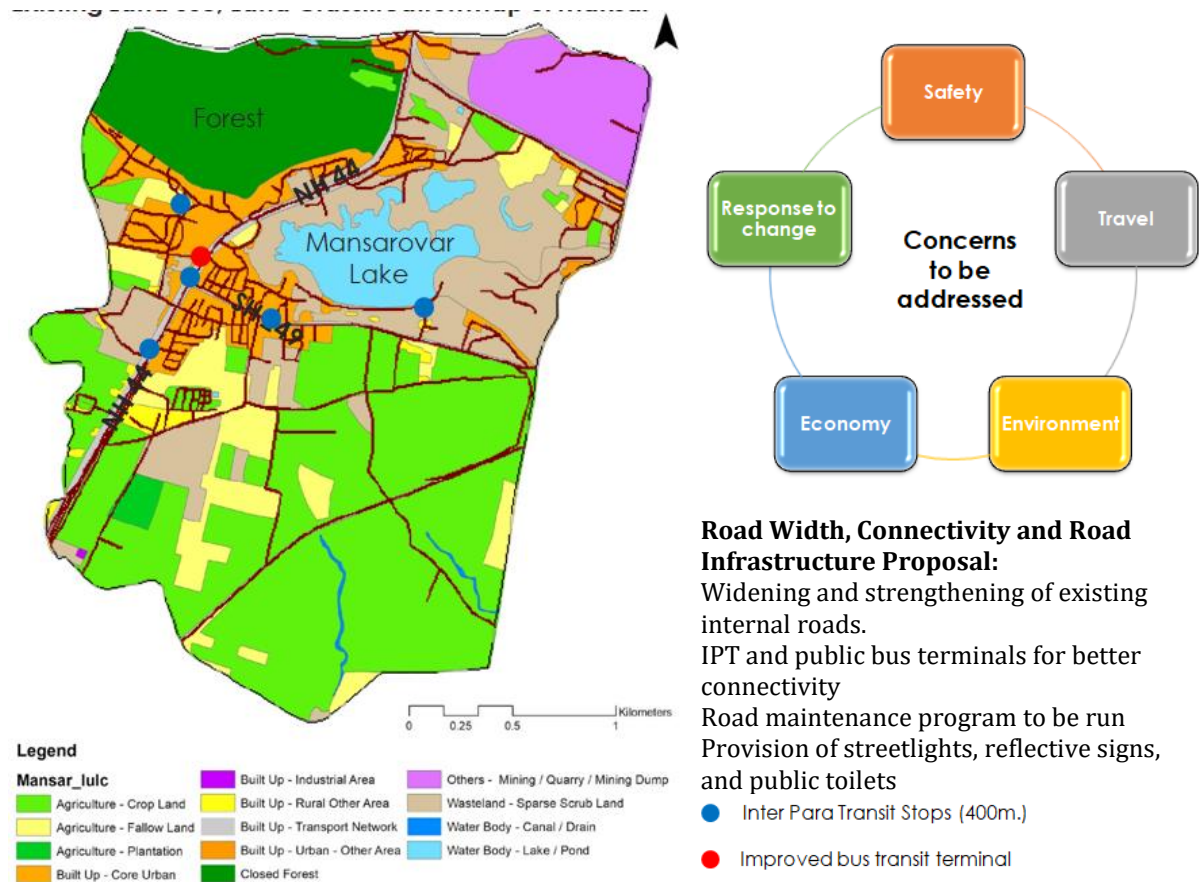 Forest
NH 44
Mansarovar
Lake
SH 249
NH 44
Kilometers
0 0.25 0.5 1
Legend
Mansar_lulc
Agriculture - Crop Land
Agriculture - Fallow Land
Agriculture - Plantation
Built Up - Core Urban
Built Up - Industrial Area
Built Up - Rural Other Area
Built Up - Transport Network
Built Up - Urban - Other Area
Closed Forest
Others - Mining / Quarry / Mining Dump
Wasteland - Sparse Scrub Land
Water Body - Canal / Drain
Water Body - Lake / Pond
Safety
Response to
change
Travel
Concerns
to be
addressed
Economy
Environment
Road Width, Connectivity and Road
Infrastructure Proposal:
Widening and strengthening of existing
internal roads.
IPT and public bus terminals for better
connectivity
Road maintenance program to be run
Provision of streetlights, reflective signs,
and public toilets
Inter Para Transit Stops (400m.)
Improved bus transit terminal